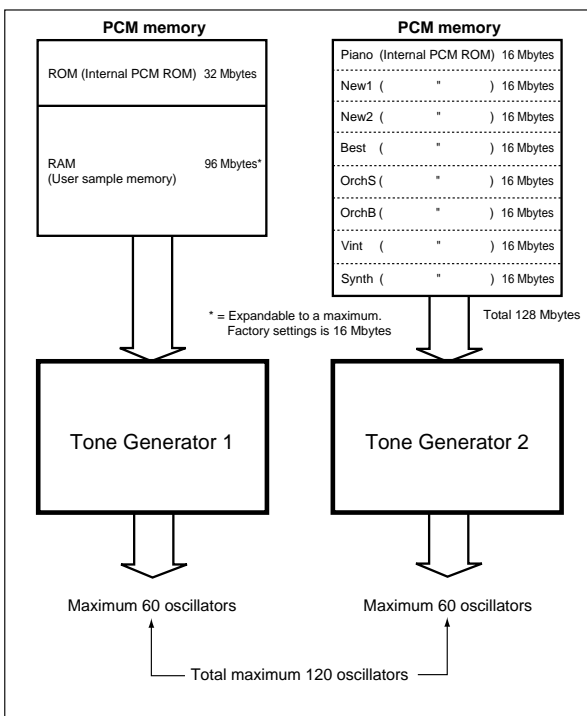 PCM memory
ROM (Internal PCM ROM) 32 Mbytes
RAM 96 Mbytes*
(User sample memory)
PCM memory
Piano (Internal PCM ROM) 16 Mbytes
New1 ( " ) 16 Mbytes
New2 ( " ) 16 Mbytes
Best ( " ) 16 Mbytes
OrchS ( " ) 16 Mbytes
OrchB ( " ) 16 Mbytes
Vint ( " ) 16 Mbytes
Synth ( " ) 16 Mbytes
* = Expandable to a maximum.
Factory settings is 16 Mbytes
Total 128 Mbytes
Tone Generator 1
Tone Generator 2
Maximum 60 oscillators
Maximum 60 oscillators
Total maximum 120 oscillators